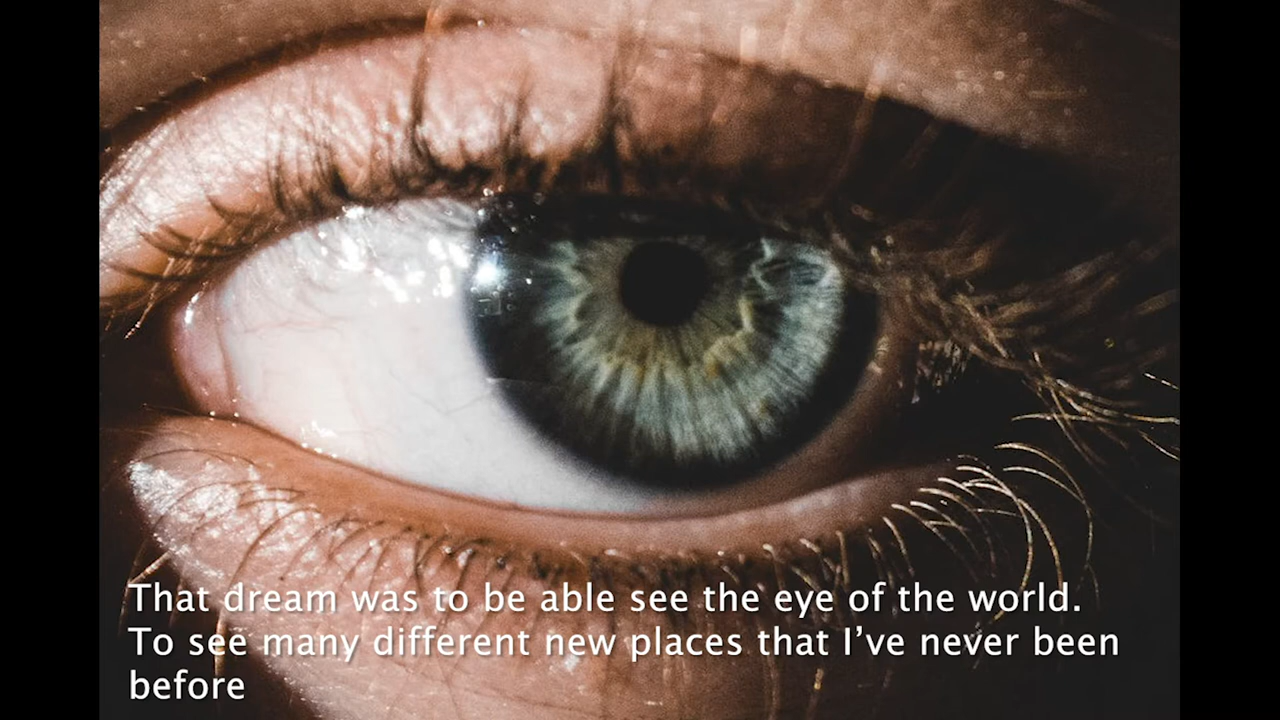 That dream was to be able see the eye of the world.
To see many different new places that I’ve never been
before